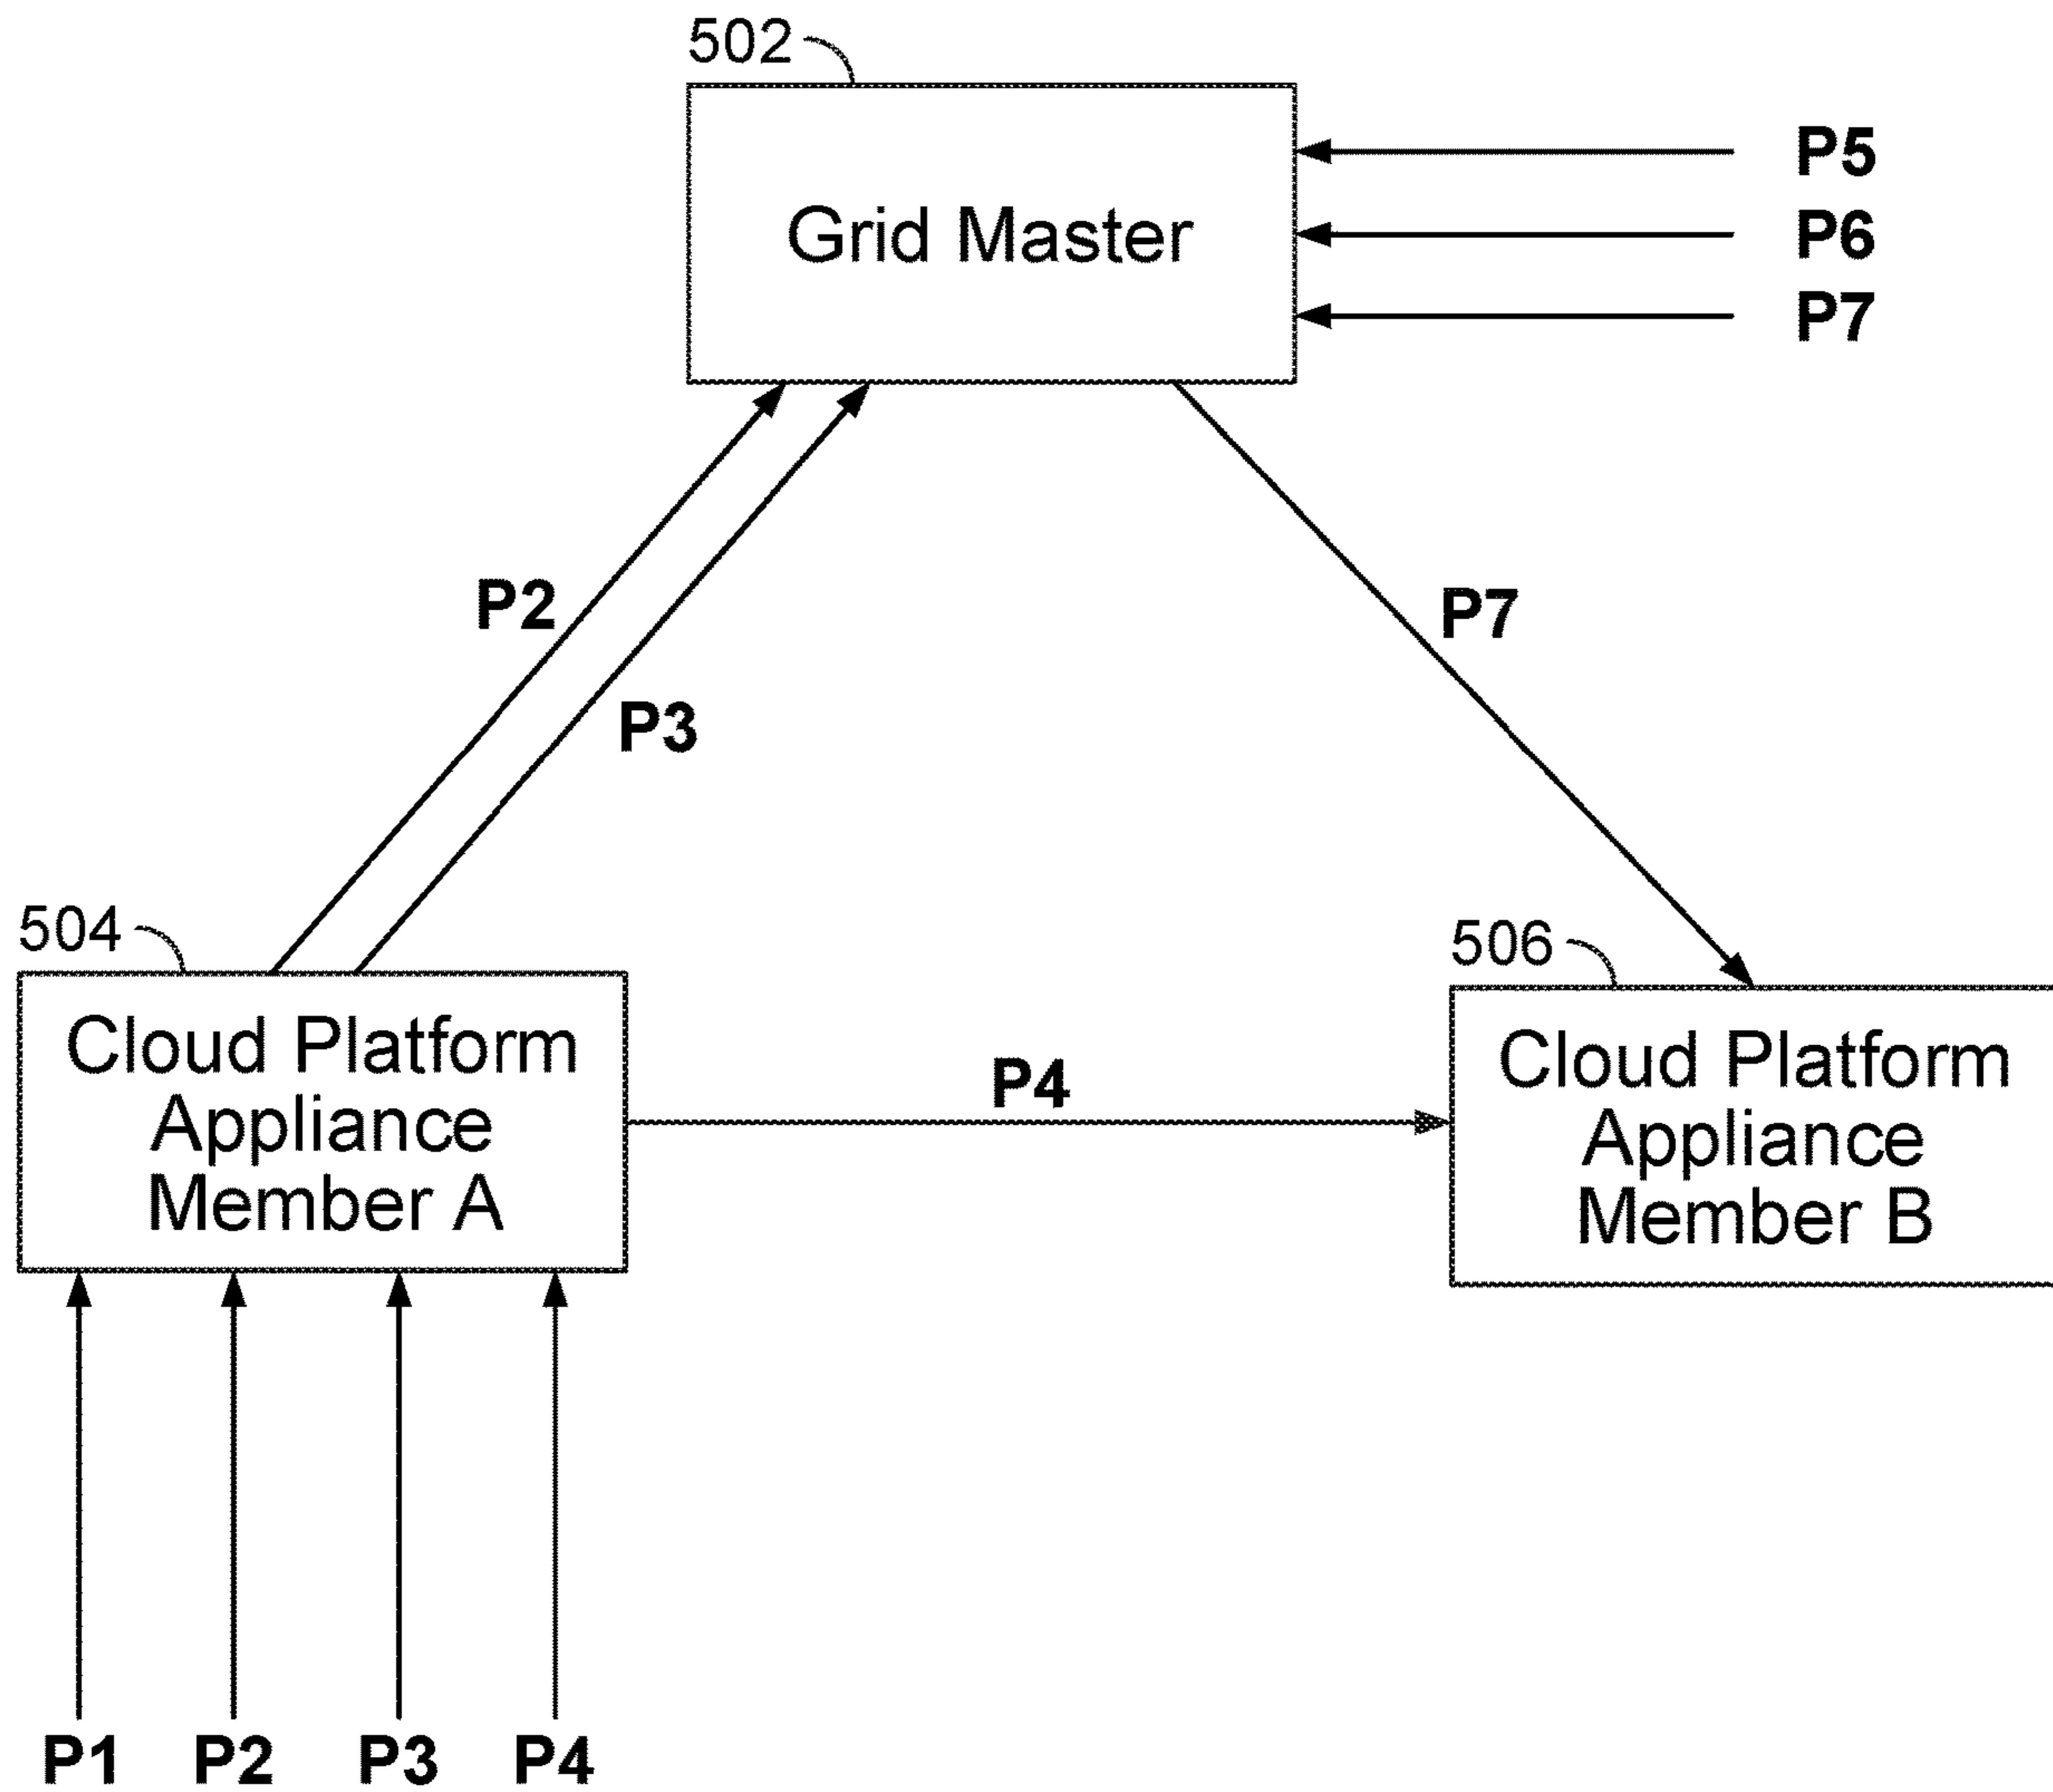 502
P5
Grid Master
P6
P7
P2
P7
P3
504
506
Cloud Platform
Appliance
Member A
P4
Cloud Platform
Appliance
Member B
P1
P2
P3
P4